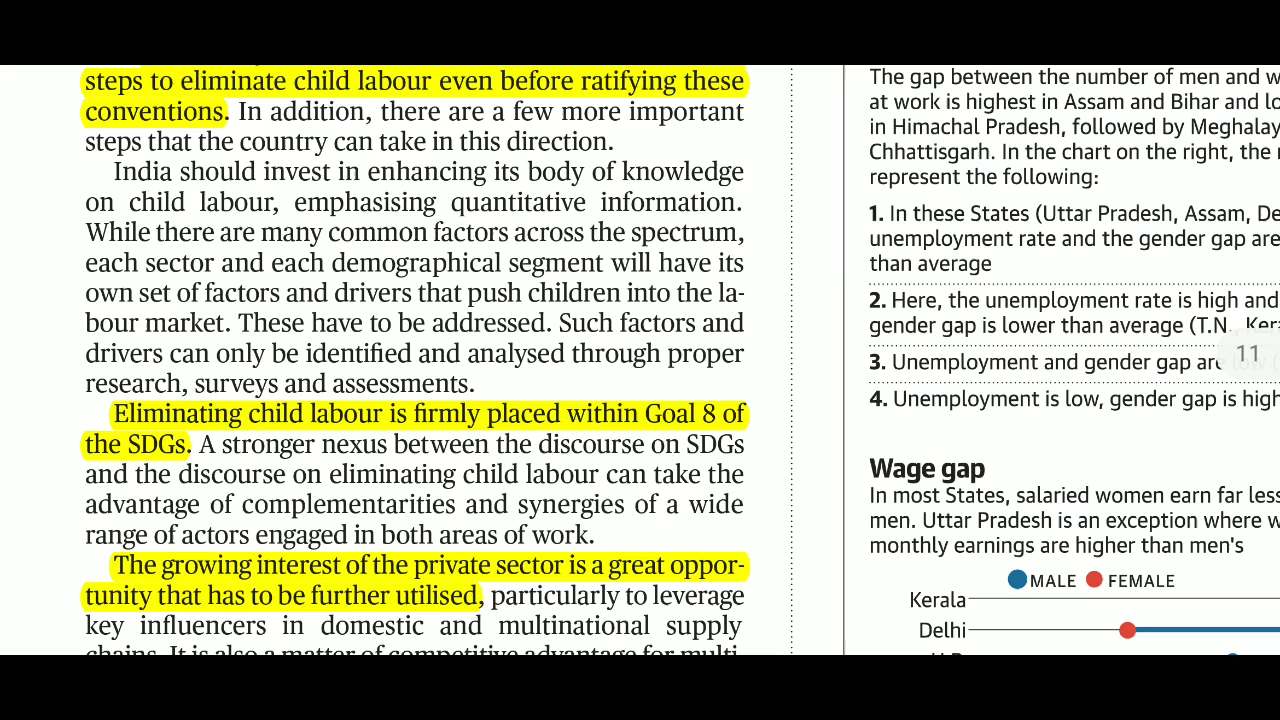 steps to eliminate child labour even before ratifying these
conventions. In addition, there are a few more important
steps that the country can take in this direction.
India should invest in enhancing its body of knowledge
on child labour, emphasising quantitative information.
While there are many common factors across the spectrum,
each sector and each demographical segment will have its
own set of factors and drivers that push children into the la-
bour market. These have to be addressed. Such factors and
drivers can only be identified and analysed through proper
research, surveys and assessments.
Eliminating child labour is firmly placed within Goal 8 of
the SDGs. A stronger nexus between the discourse on SDGs
and the discourse on eliminating child labour can take the
advantage of complementarities and synergies of a wide
range of actors engaged in both areas of work.
The growing interest of the private sector is a great oppor-
tunity that has to be further utilised, particularly to leverage
key influencers in domestic and multinational supply
chains. It is also a matter of competitive advantage for multi-
The gap between the number of men and
at work is highest in Assam and Bihar and
in Himachal Pradesh, followed by
Chhattisgarh. In the chart on the right, the
represent the following:
1. In these States (Uttar Pradesh, Assam,
unemployment rate and the gender gap are
than average
2. Here, the unemployment rate is high and
gender gap is lower than average (T.N.,
3. Unemployment and gender gap are
11
4. Unemployment is low, gender gap is
Wage gap
In most States, salaried women earn far
men. Uttar Pradesh is an exception where
monthly earnings are higher than men's
MALE FEMALE
Kerala
Delhi